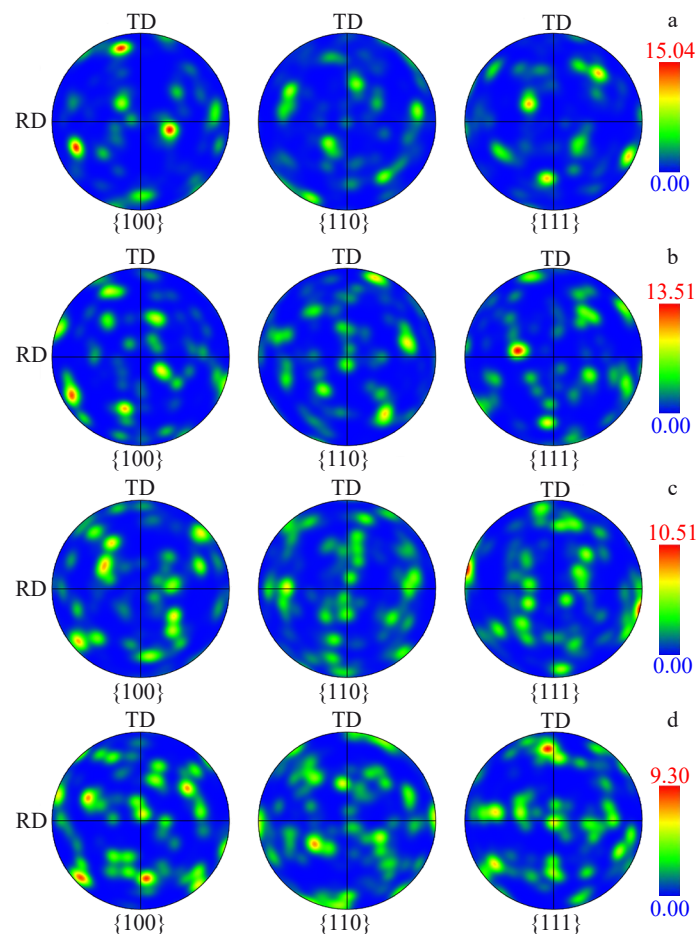 TD TD TD a
15.04
RD
0.00
{100} {110} {111}
TD TD TD b
13.51
RD
0.00
{100} {110} {111}
TD TD TD c
10.51
RD
0.00
{100} {110} {111}
TD TD TD d
9.30
RD
0.00
{100} {110} {111}